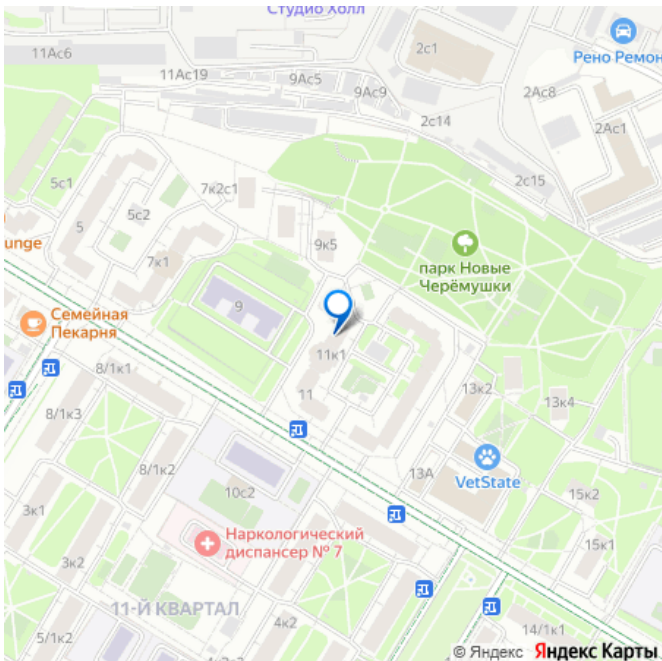 Студио Холл
11Ас6
2с1
Рено Ремон
11Ас19
9Ас5
9Ас9
2Ас8
2с14
2Ас1
2с15
5с1
7к2с1
5с2
5
9к5
unge
7к1
парк Новые
Черёмушки
9
Семейная
Пекарня
11к1
8/1к1
11
13к2
13к4
8/1к3
8/1к2
13А
VetState
10с2
15к2
3к1
Наркологический
диспансер № 7
15к1
3к2
11-Й КВАРТАЛ
4к2
5/1к2
14/1к1
© Яндекс Яндекс Карты